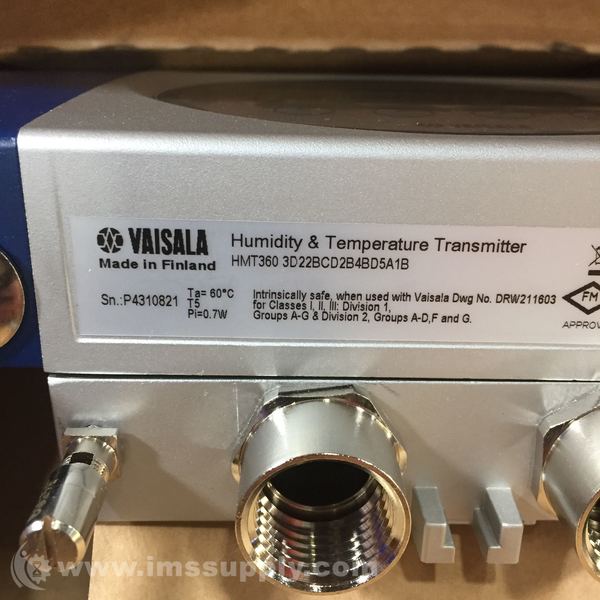 VAISALA
Made in Finland
Humidity & Temperature Transmitter
HMT360 3D22BCD2B4BD5A1B
Sn.:P4310821
Ta= 60°C
T5
Pi=0.7W
Intrinsically safe, when used with Vaisala Dwg No. DRW211603
for Classes I, II, III: Division 1,
Groups A-G & Division 2, Groups A-D,F and G.
FM
APPROV
www.imssupply.com